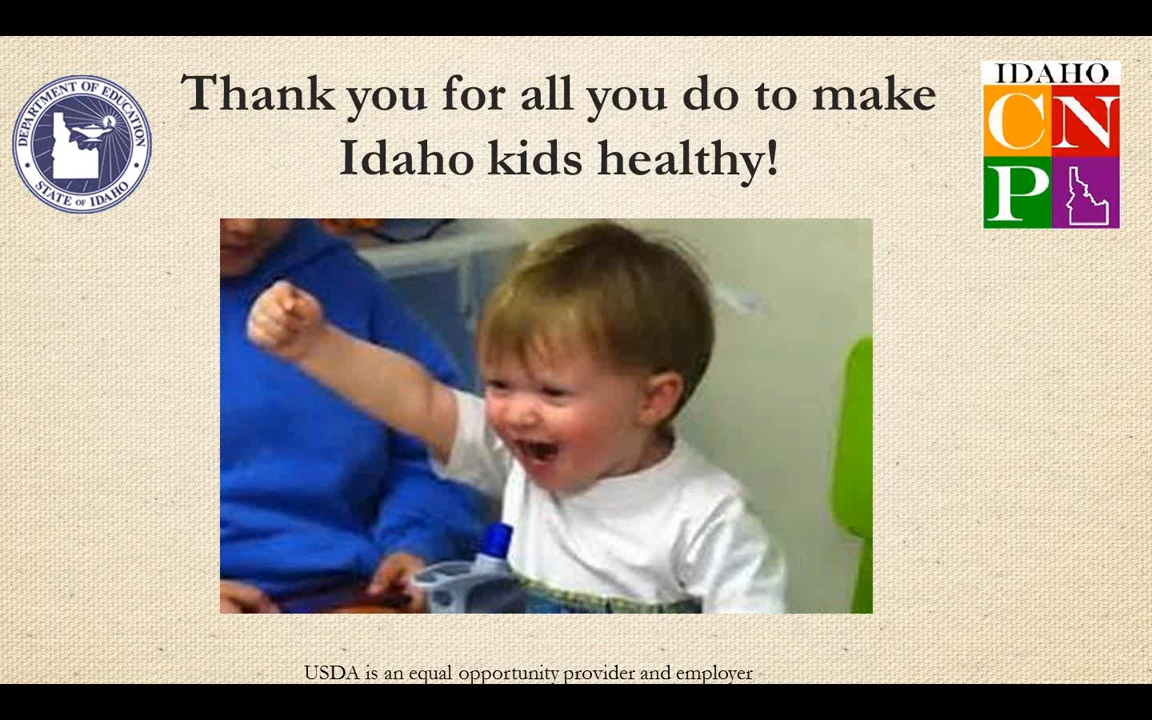 Thank you for all you do to make
Idaho kids healthy!
DEPARTMENT OF EDUCATION
STATE OF IDAHO
IDAHO
CN
P
USDA is an equal opportunity provider and employer